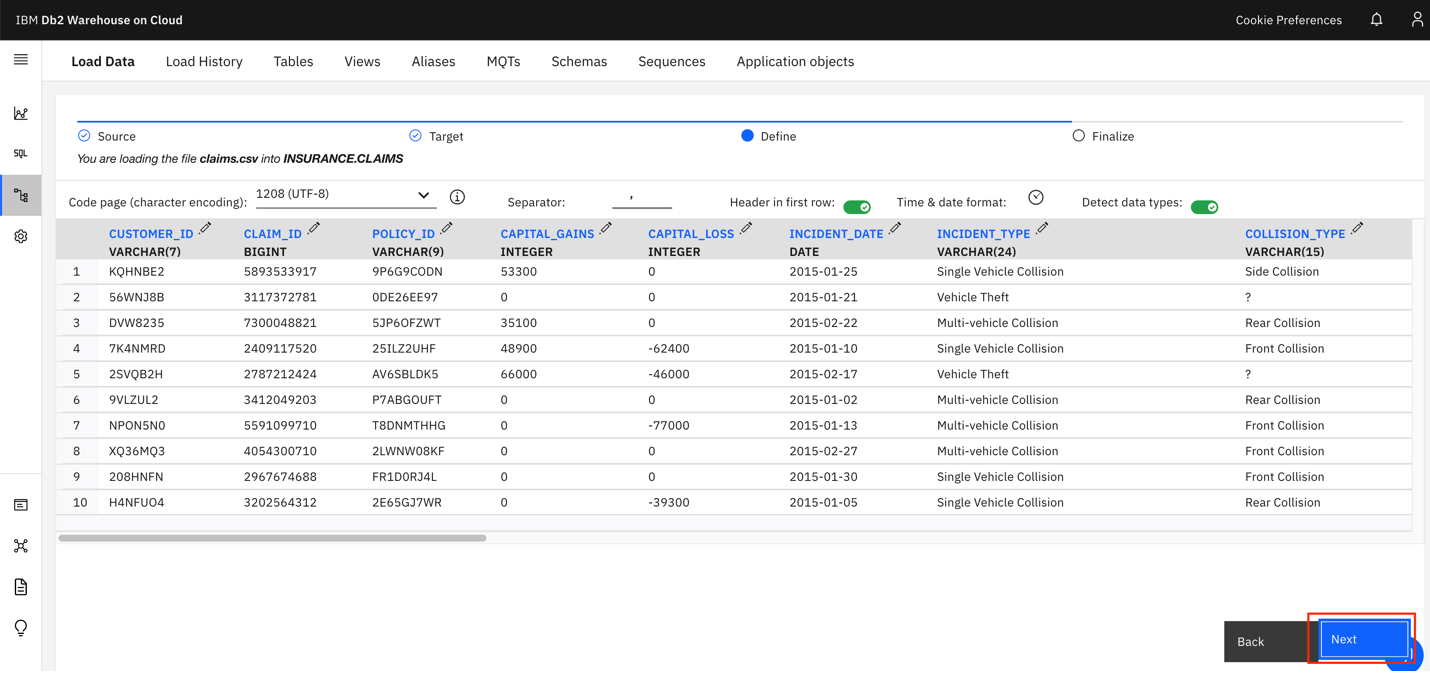 IBM Db2 Warehouse on Cloud
Cookie Preferences
Load Data Load History Tables Views Aliases MQTs Schemas Sequences Application objects
SQL
Source Target Define Finalize
You are loading the file claims.csv into INSURANCE.CLAIMS
Code page (character encoding): 1208 (UTF-8) Separator: , Header in first row: Time & date format: Detect data types:
CUSTOMER_ID CLAIM_ID POLICY_ID CAPITAL_GAINS CAPITAL_LOSS INCIDENT_DATE INCIDENT_TYPE COLLISION_TYPE
VARCHAR(7) BIGINT VARCHAR(9) INTEGER INTEGER DATE VARCHAR(24) VARCHAR(15)
1 KQHNBE2 5893533917 9P6G9CODN 53300 0 2015-01-25 Single Vehicle Collision Side Collision
2 56WNJ8B 3117372781 0DE26EE97 0 0 2015-01-21 Vehicle Theft ?
3 DVW8235 7300048821 5JP6OFZWT 35100 0 2015-02-22 Multi-vehicle Collision Rear Collision
4 7K4NMRD 2409117520 25ILZ2UHF 48900 -62400 2015-01-10 Single Vehicle Collision Front Collision
5 2SVQB2H 2787212424 AV6SBLDK5 66000 -46000 2015-02-17 Vehicle Theft ?
6 9VLZUL2 3412049203 P7ABGOUFT 0 0 2015-01-02 Multi-vehicle Collision Rear Collision
7 NPON5N0 5591099710 T8DNMTHHG 0 -77000 2015-01-13 Multi-vehicle Collision Front Collision
8 XQ36MQ3 4054300710 2LWNW08KF 0 0 2015-02-27 Multi-vehicle Collision Front Collision
9 208HNFN 2967674688 FR1D0RJ4L 0 0 2015-01-30 Single Vehicle Collision Front Collision
10 H4NFUO4 3202564312 2E65GJ7WR 0 -39300 2015-01-05 Single Vehicle Collision Rear Collision
Back Next